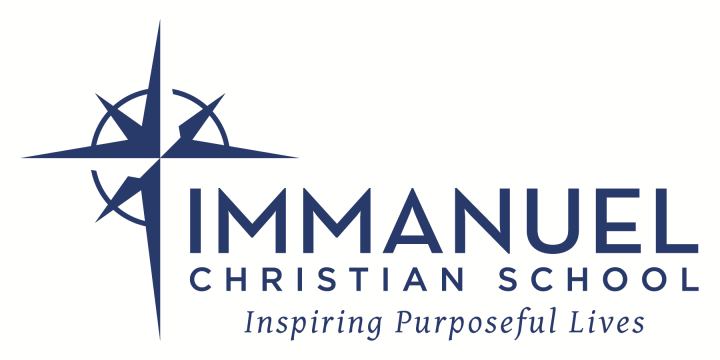 IMMANUEL
CHRISTIAN SCHOOL
Inspiring Purposeful Lives